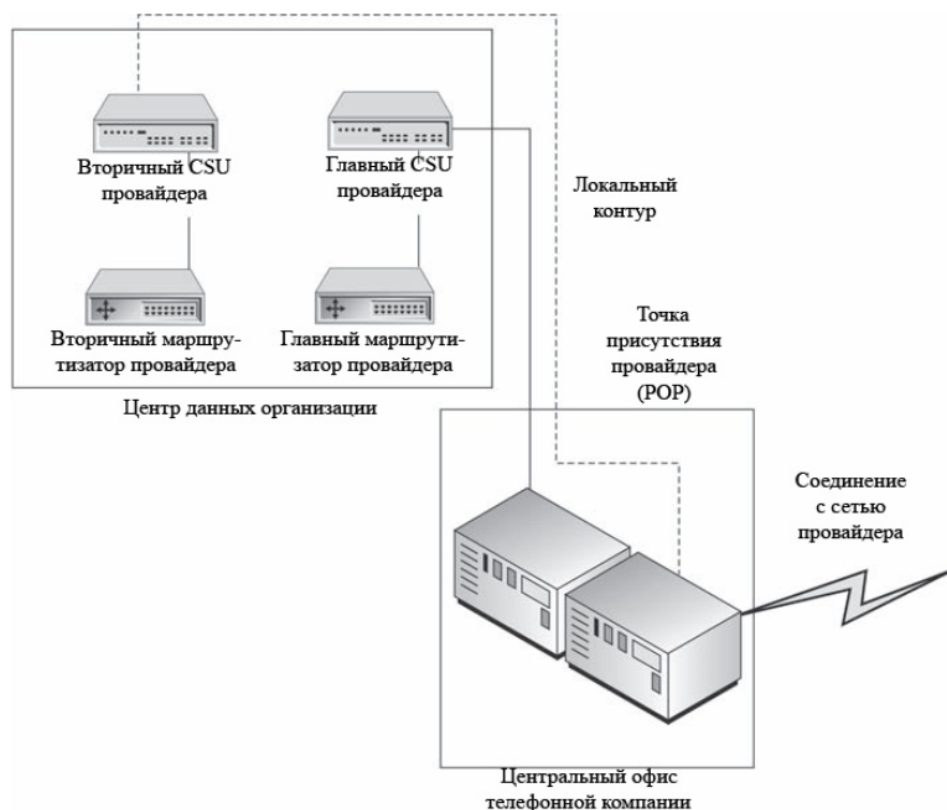 Вторичный CSU
провайдера
Главный CSU
провайдера
Локальный
контур
Вторичный маршру-
тизатор провайдера
Главный маршрути-
затор провайдера
Центр данных организации
Точка
присутствия
провайдера
(POP)
Соединение
с сетью
провайдера
Центральный офис
телефонной компании